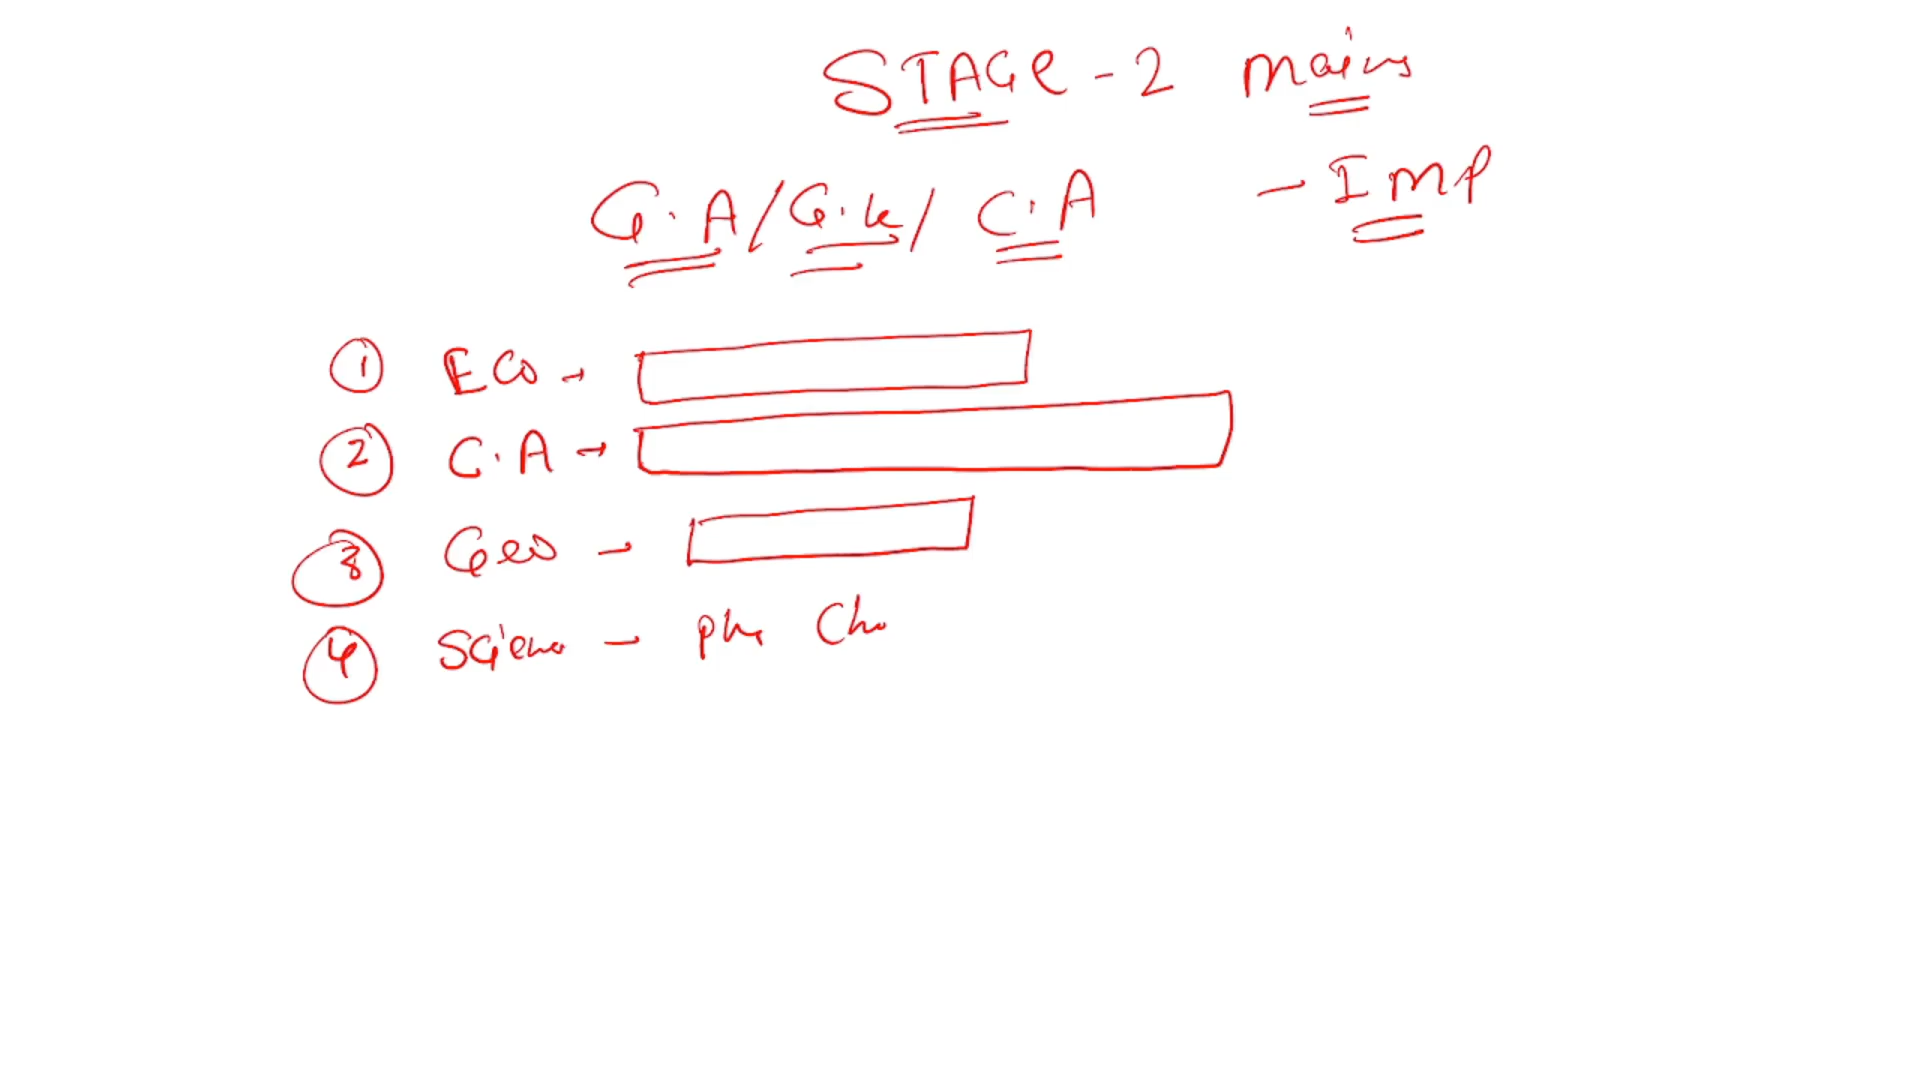 STAGE - 2 mains
G.A/G.k/ C.A - IMP
① ECO →
② C.A →
③ Geo -
④ Science - phy Che